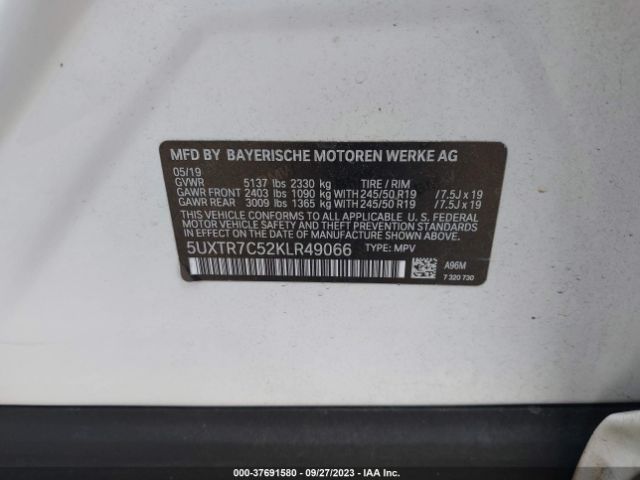 MFD BY BAYERISCHE MOTOREN WERKE AG
05/19
GVWR 5137 lbs 2330 kg TIRE / RIM
GAWR FRONT 2403 lbs 1090 kg WITH 245/50 R19 /7.5J x 19
GAWR REAR 3009 lbs 1365 kg WITH 245/50 R19 /7.5J x 19
THIS VEHICLE CONFORMS TO ALL APPLICABLE U. S. FEDERAL
MOTOR VEHICLE SAFETY AND THEFT PREVENTION STANDARDS IN
EFFECT ON THE DATE OF MANUFACTURE SHOWN ABOVE.
5UXTR7C52KLR49066 TYPE: MPV
A96M
7 320 730
000-37691580 - 09/27/2023 - IAA Inc.